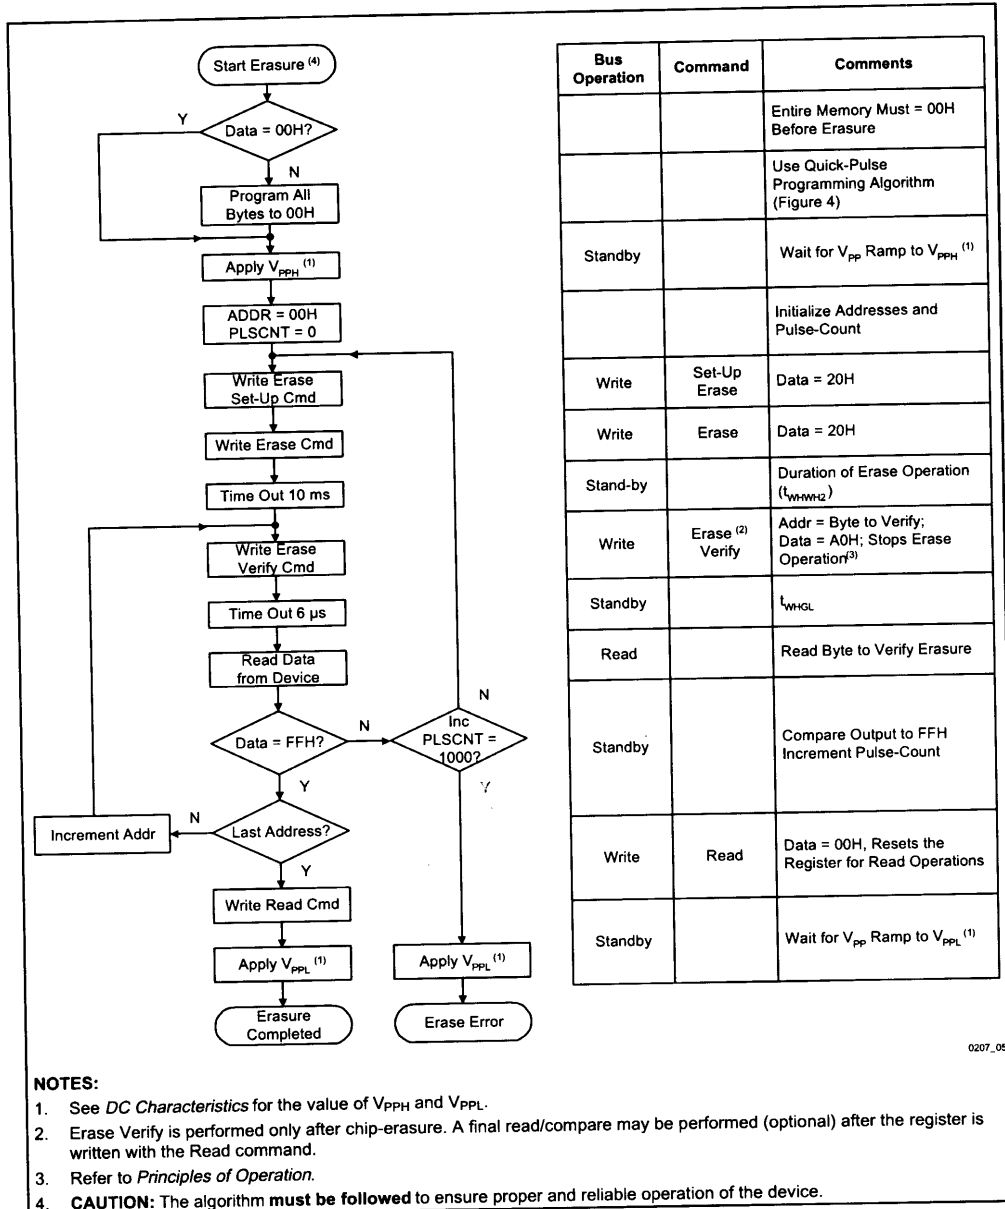 Start Erasure (4)
Y
Data = 00H?
N
Program All
Bytes to 00H
Apply VPPH (1)
ADDR = 00H
PLSCNT = 0
Write Erase
Set-Up Cmd
Write Erase Cmd
Time Out 10 ms
Write Erase
Verify Cmd
Time Out 6 µs
Read Data
from Device
Data = FFH?
N
Inc
PLSCNT =
1000?
N
Y
Y
Increment Addr
N
Last Address?
Y
Write Read Cmd
Apply VPPL (1)
Erasure
Completed
Apply VPPL (1)
Erase Error
Bus
Operation
Command
Comments
Entire Memory Must = 00H
Before Erasure
Use Quick-Pulse
Programming Algorithm
(Figure 4)
Standby
Wait for VPP Ramp to VPPH (1)
Initialize Addresses and
Pulse-Count
Write
Set-Up
Erase
Data = 20H
Write
Erase
Data = 20H
Stand-by
Duration of Erase Operation
(tWHWH2)
Write
Erase (2)
Verify
Addr = Byte to Verify;
Data = A0H; Stops Erase
Operation(3)
Standby
tWHGL
Read
Read Byte to Verify Erasure
Standby
Compare Output to FFH
Increment Pulse-Count
Write
Read
Data = 00H, Resets the
Register for Read Operations
Standby
Wait for VPP Ramp to VPPL (1)
0207_05
NOTES:
1. See DC Characteristics for the value of VPPH and VPPL.
2. Erase Verify is performed only after chip-erasure. A final read/compare may be performed (optional) after the register is
written with the Read command.
3. Refer to Principles of Operation.
4. CAUTION: The algorithm must be followed to ensure proper and reliable operation of the device.